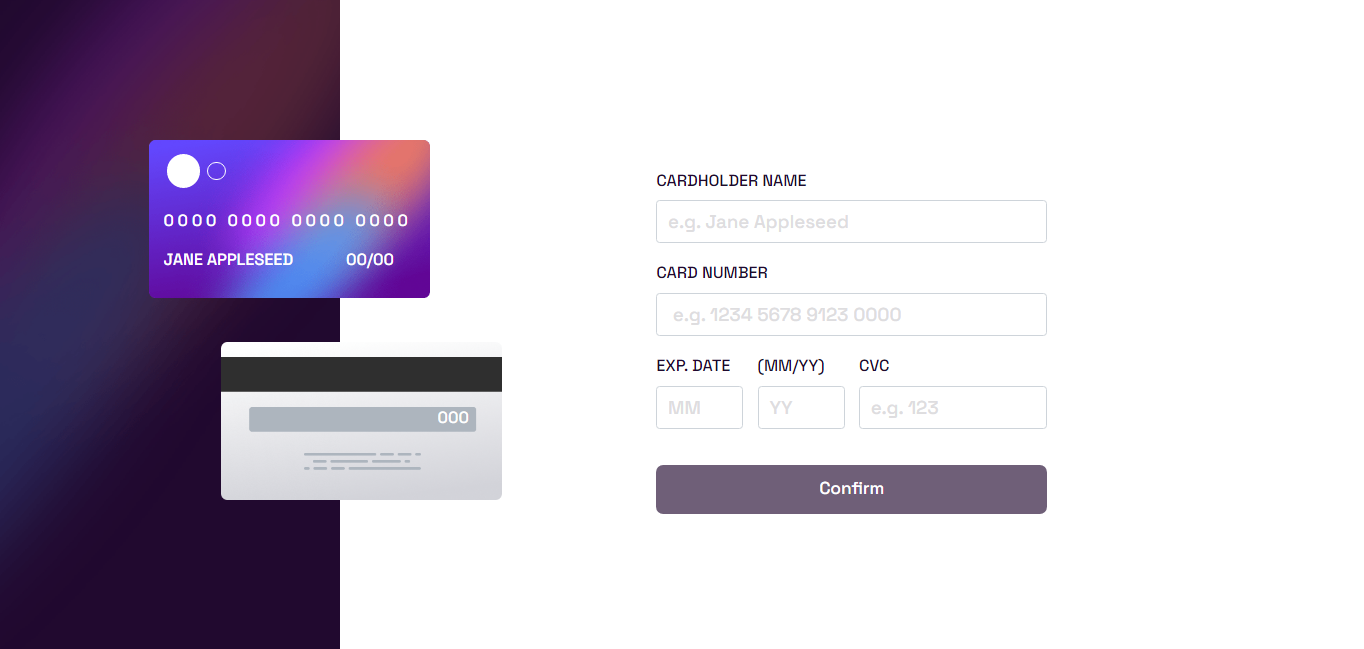 0000 0000 0000 0000
JANE APPLESEED 00/00
000
CARDHOLDER NAME
e.g. Jane Appleseed
CARD NUMBER
e.g. 1234 5678 9123 0000
EXP. DATE (MM/YY) CVC
MM YY e.g. 123
Confirm